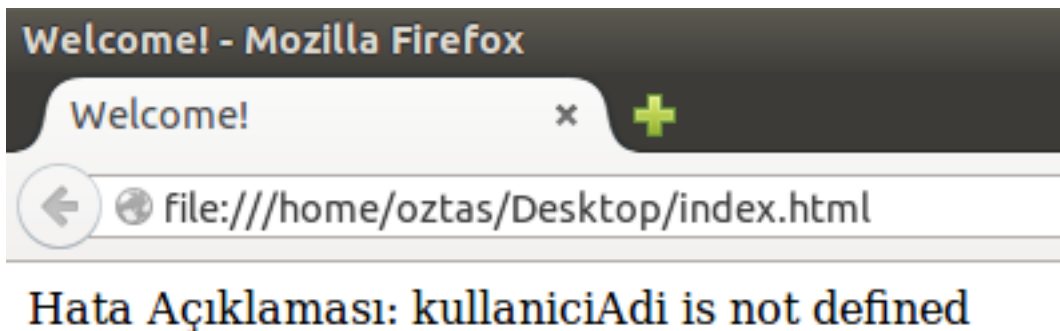 Welcome! - Mozilla Firefox
Welcome!
file:///home/oztas/Desktop/index.html
Hata Açıklaması: kullaniciAdi is not defined